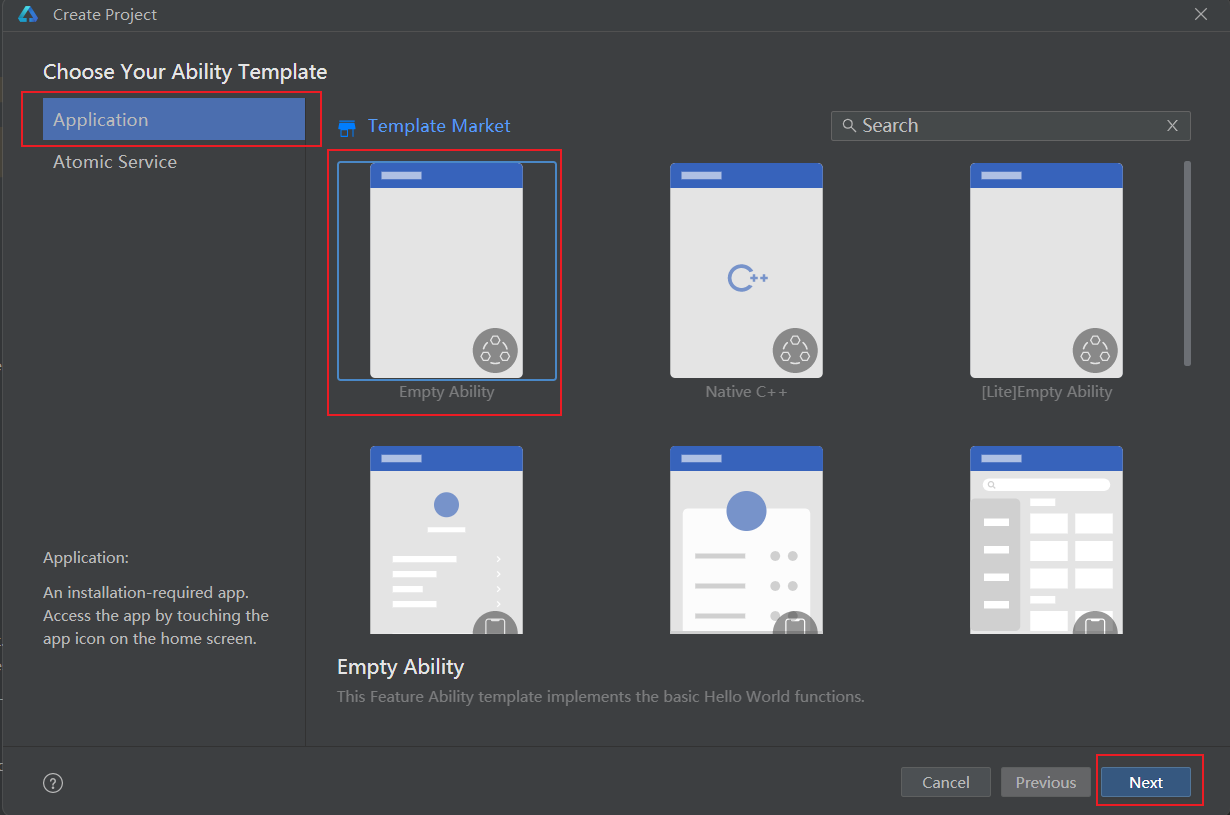 Create Project
Choose Your Ability Template
Application
Atomic Service
Template Market
Search
Empty Ability
C++
Native C++
[Lite]Empty Ability
Application:
An installation-required app.
Access the app by touching the
app icon on the home screen.
Empty Ability
This Feature Ability template implements the basic Hello World functions.
?
Cancel
Previous
Next